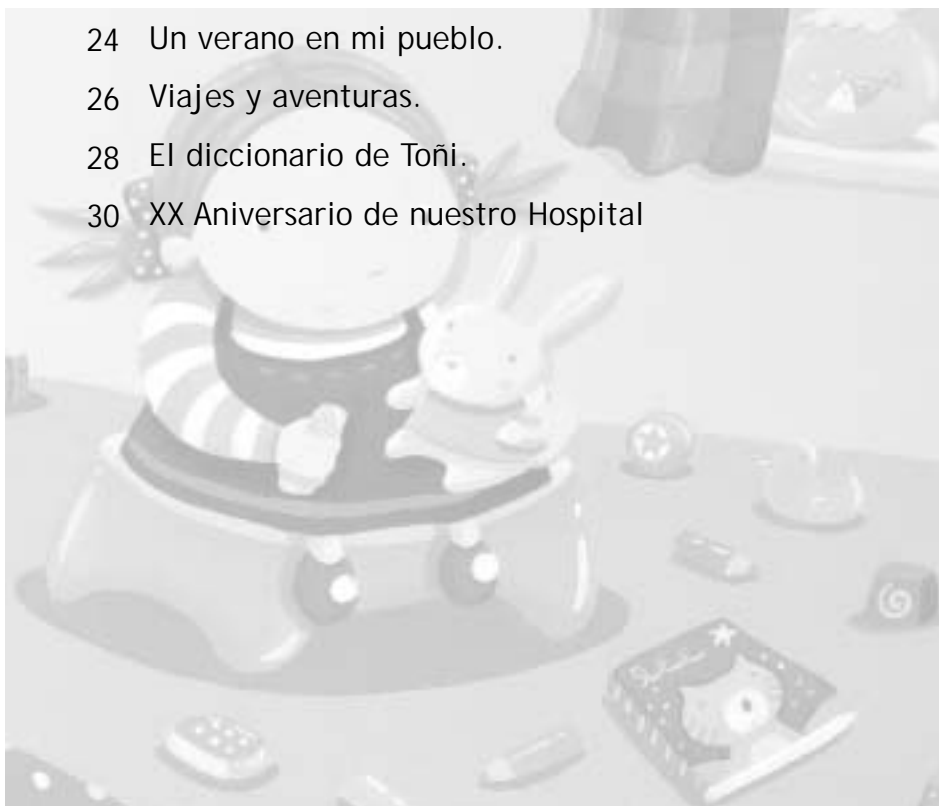 24 Un verano en mi pueblo.
26 Viajes y aventuras.
28 El diccionario de Toñi.
30 XX Aniversario de nuestro Hospital